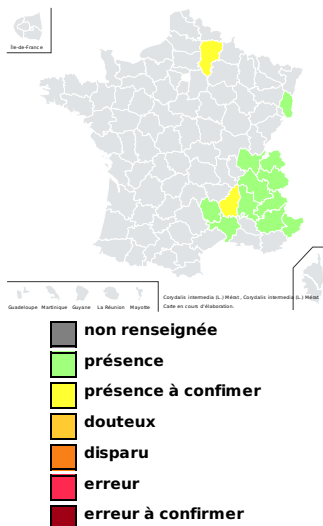 Île-de-France
Guadeloupe Martinique Guyane La Réunion Mayotte
Corydalis intermedia (L.) Mérat , Corydalis intermedia (L.) Mérat
Carte en cours d'élaboration.
non renseignée
présence
présence à confimer
douteux
disparu
erreur
erreur à confirmer